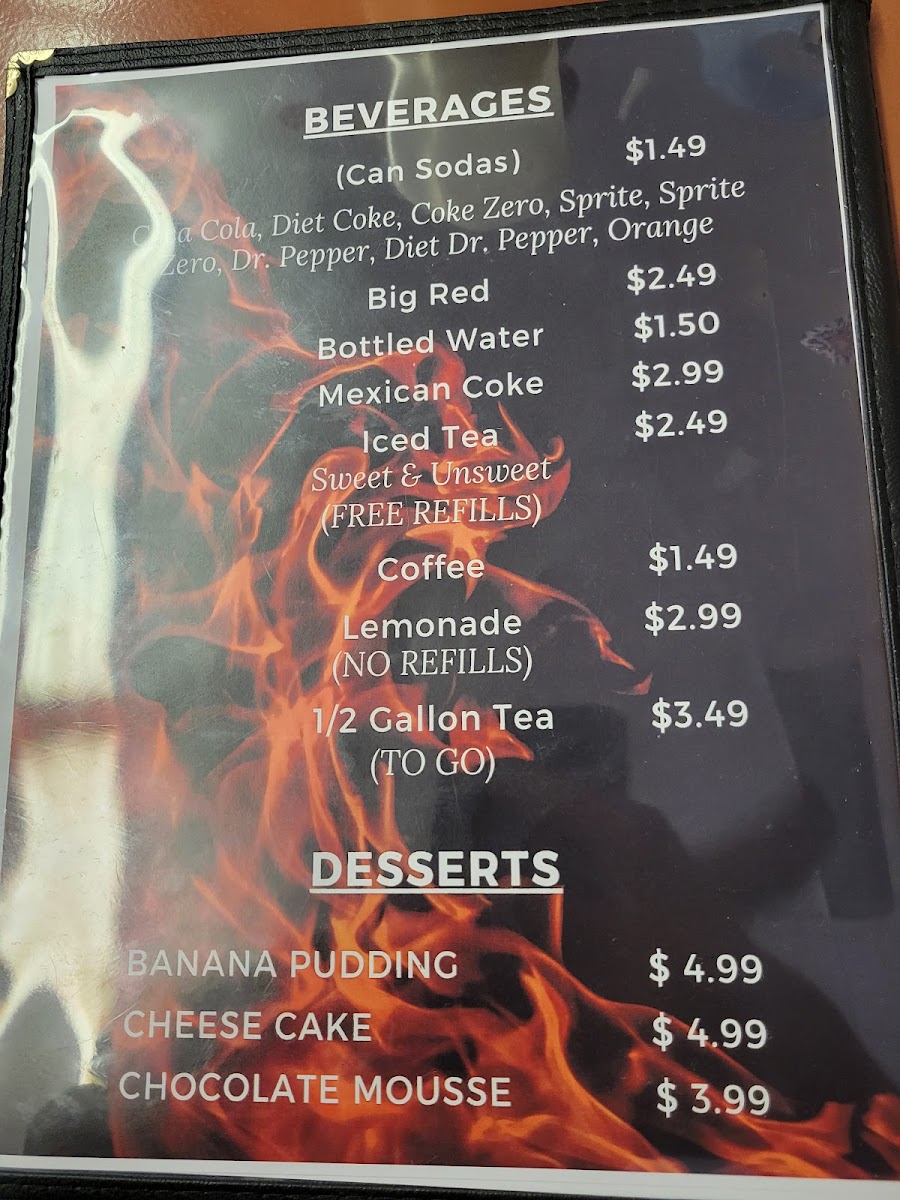 BEVERAGES
(Can Sodas) $1.49
Coca Cola, Diet Coke, Coke Zero, Sprite, Sprite
Zero, Dr. Pepper, Diet Dr. Pepper, Orange
Big Red $2.49
Bottled Water $1.50
Mexican Coke $2.99
Iced Tea $2.49
Sweet & Unsweet
(FREE REFILLS)
Coffee $1.49
Lemonade $2.99
(NO REFILLS)
1/2 Gallon Tea $3.49
(TO GO)
DESSERTS
BANANA PUDDING $ 4.99
CHEESE CAKE $ 4.99
CHOCOLATE MOUSSE $ 3.99